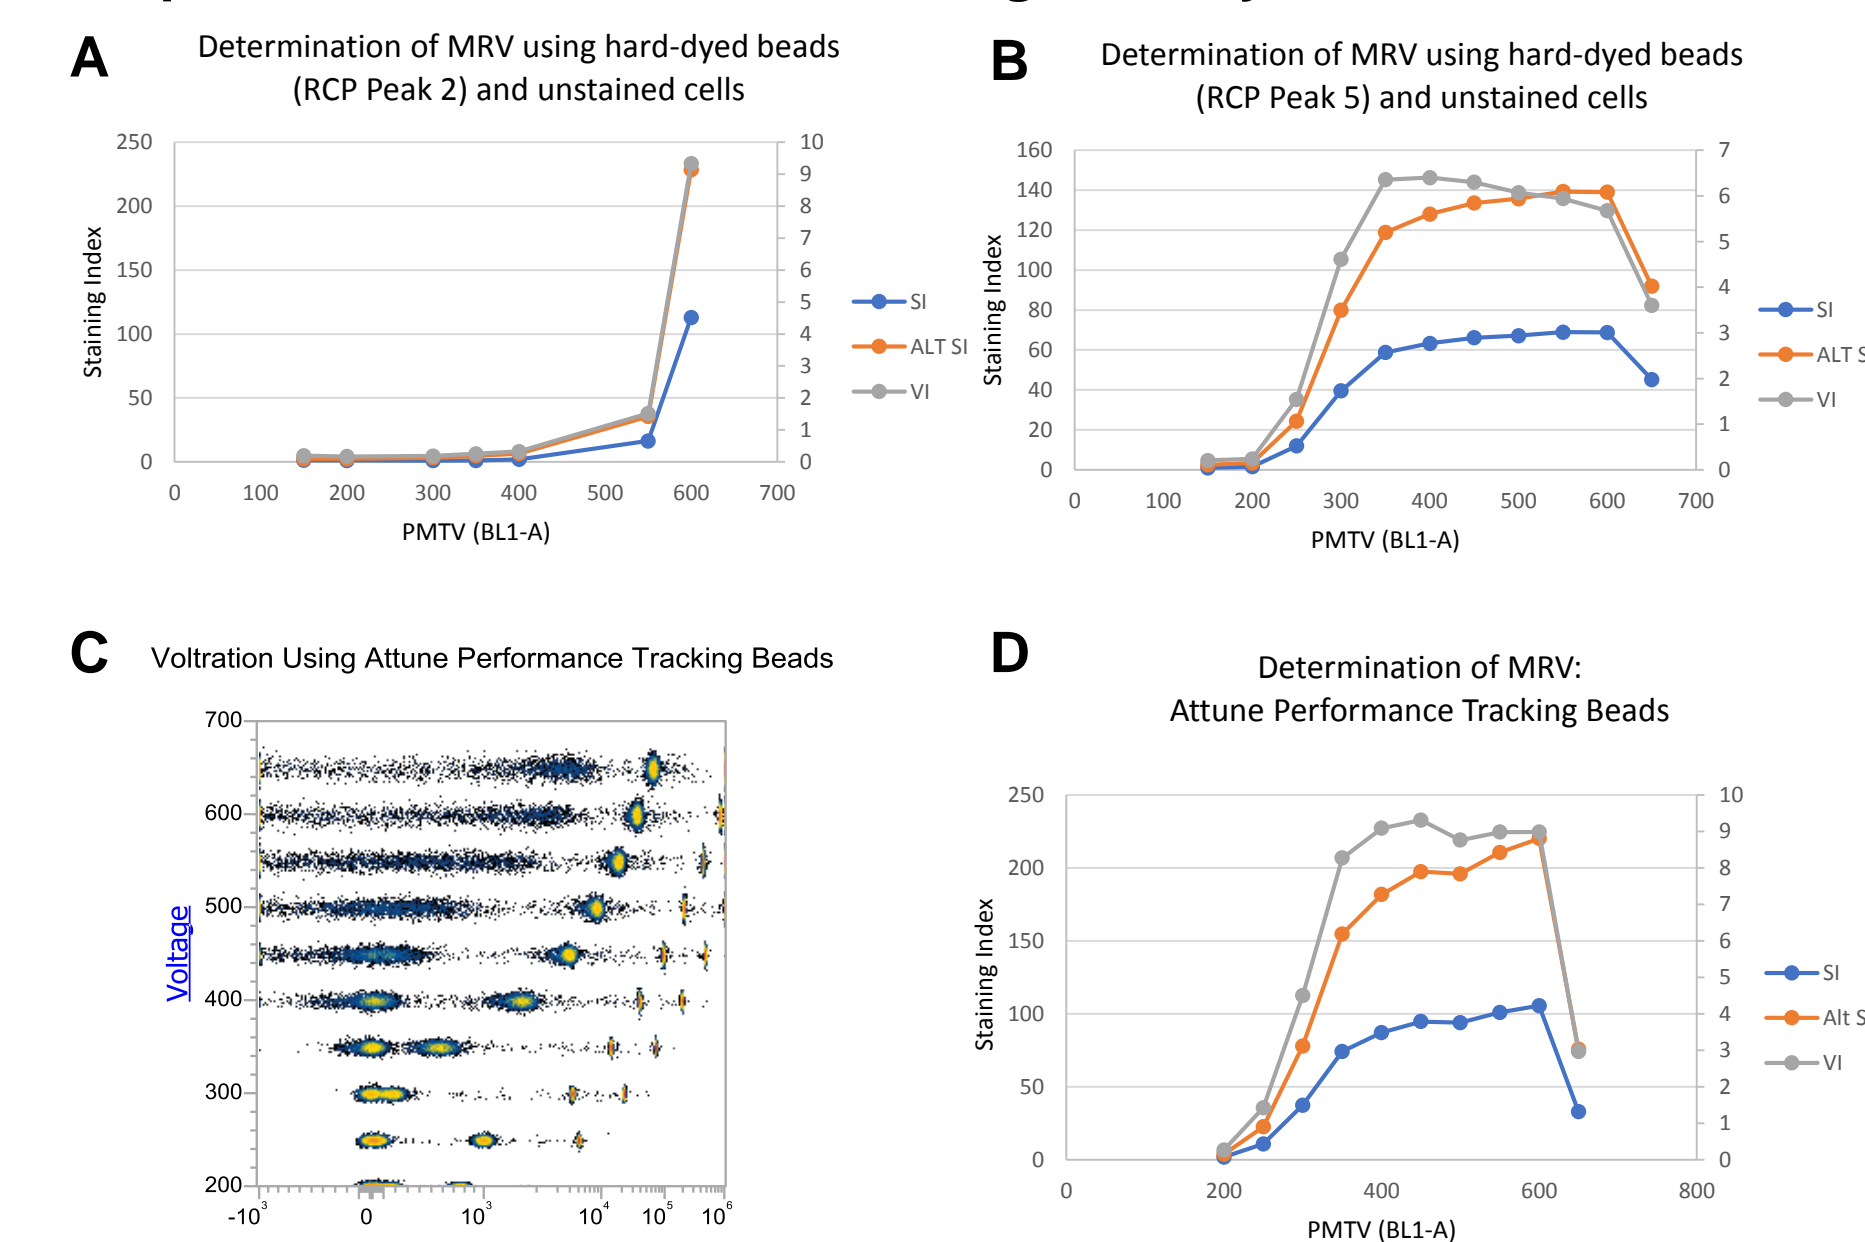 A
Determination of MRV using hard-dyed beads
(RCP Peak 2) and unstained cells
250
200
150
100
50
0
Staining Index
10
9
8
7
6
5
4
3
2
1
0
0 100 200 300 400 500 600 700
PMTV (BL1-A)
SI
ALT SI
VI
B
Determination of MRV using hard-dyed beads
(RCP Peak 5) and unstained cells
160
140
120
100
80
60
40
20
0
Staining Index
7
6
5
4
3
2
1
0
0 100 200 300 400 500 600 700
PMTV (BL1-A)
SI
ALT S
VI
C
Voltration Using Attune Performance Tracking Beads
700
600
500
400
300
200
Voltage
-10³ 0 10³ 10⁴ 10⁵ 10⁶
D
Determination of MRV:
Attune Performance Tracking Beads
250
200
150
100
50
0
Staining Index
10
9
8
7
6
5
4
3
2
1
0
0 200 400 600 800
PMTV (BL1-A)
SI
Alt S
VI